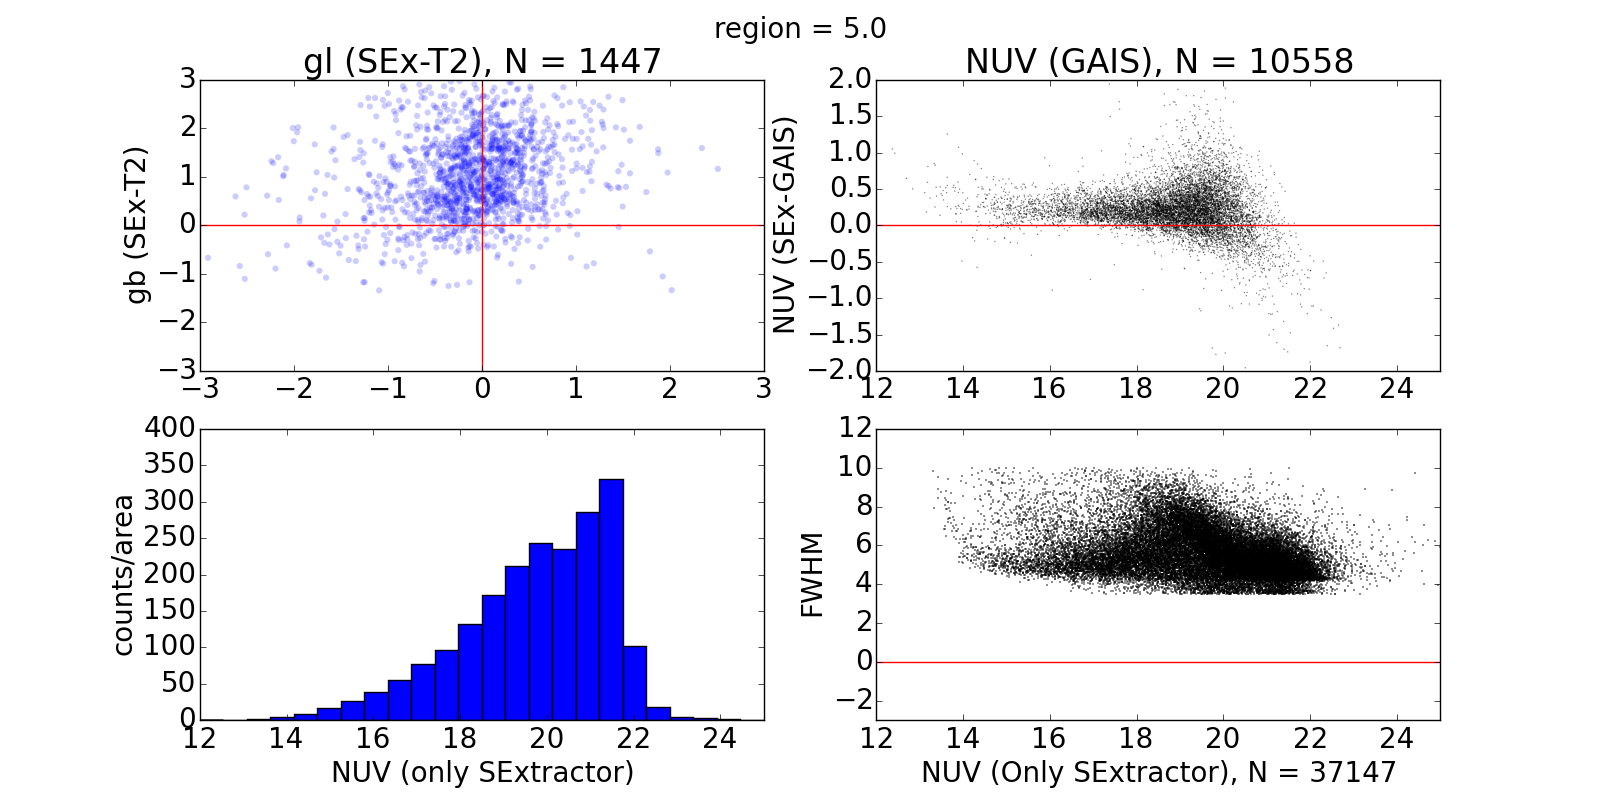 region = 5.0
gl (SEx-T2), N = 1447
NUV (GAIS), N = 10558
gb (SEx-T2)
3
2
1
0
−1
−2
−3
−3 −2 −1 0 1 2 3
NUV (SEx-GAIS)
2.0
1.5
1.0
0.5
0.0
−0.5
−1.0
−1.5
−2.0
12 14 16 18 20 22 24
counts/area
400
350
300
250
200
150
100
50
0
12 14 16 18 20 22 24
NUV (only SExtractor)
FWHM
12
10
8
6
4
2
0
−2
12 14 16 18 20 22 24
NUV (Only SExtractor), N = 37147